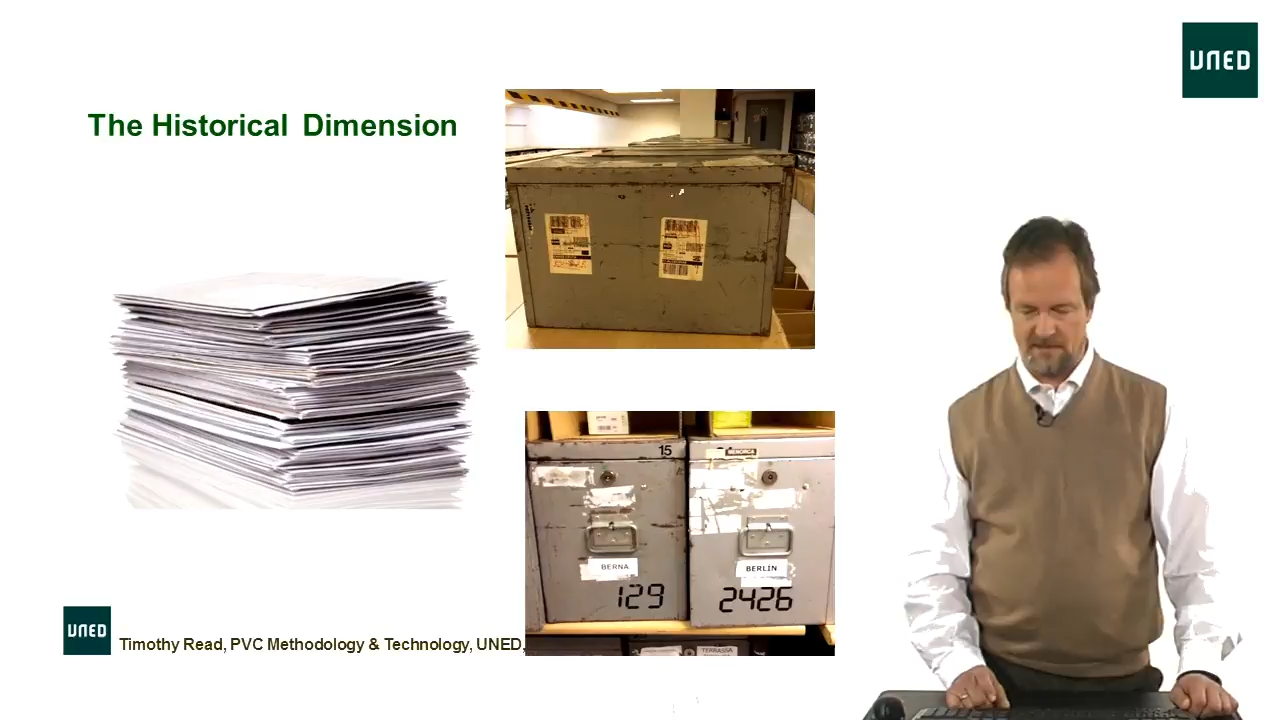 UNED
The Historical Dimension
15
MENORCA
BERNA
BERLIN
129
2426
TERRASSA
UNED
Timothy Read, PVC Methodology & Technology, UNED,